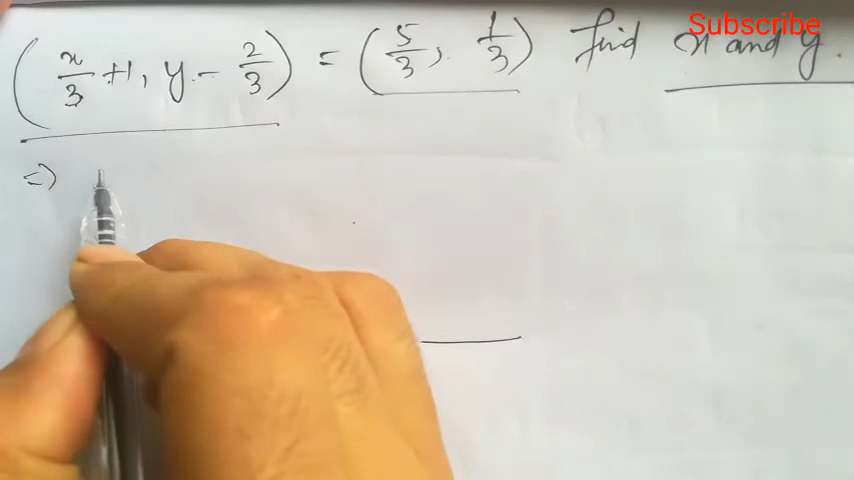 Subscribe
(x/3 +1, y - 2/3) = (5/3, 1/3) find x and y.
=>